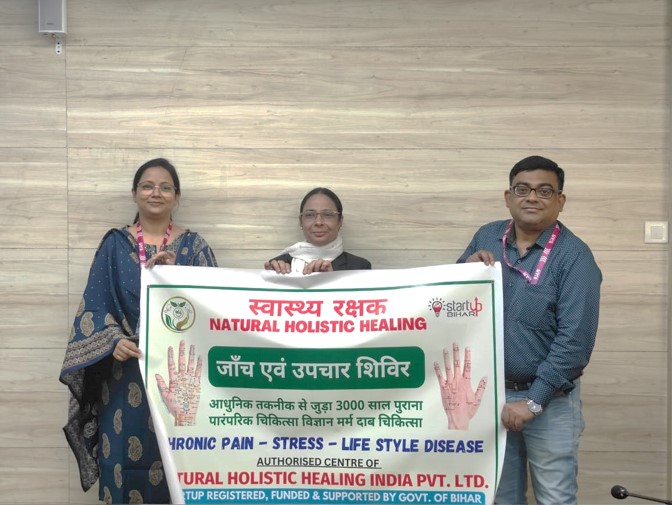 स्वास्थ्य रक्षक
NATURAL HOLISTIC HEALING
startup
BIHAR
जाँच एवं उपचार शिविर
आधुनिक तकनीक से जुड़ा 3000 साल पुराना
पारंपरिक चिकित्सा विज्ञान मर्म दाब चिकित्सा
HRONIC PAIN – STRESS – LIFE STYLE DISEASE
AUTHORISED CENTRE OF
TURAL HOLISTIC HEALING INDIA PVT. LTD.
RTUP REGISTERED, FUNDED & SUPPORTED BY GOVT. OF BIHAR